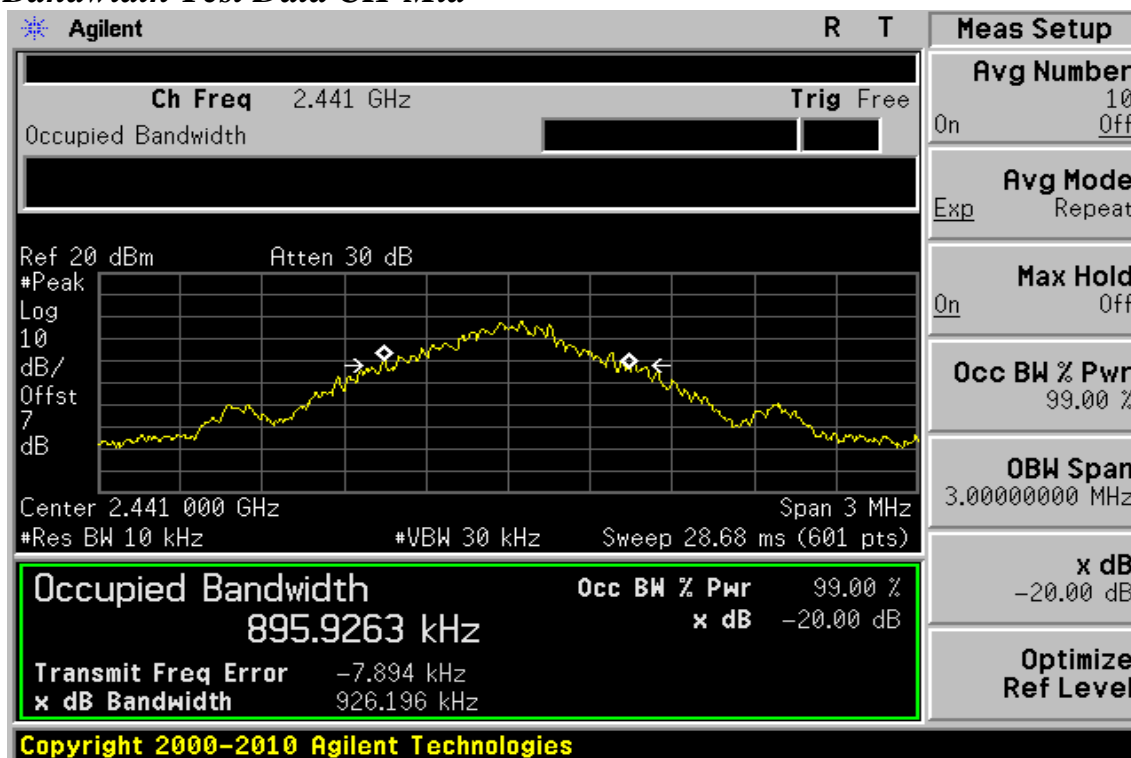 Bandwidth Test Data CH-Mid
Agilent R T
Ch Freq 2.441 GHz Trig Free
Occupied Bandwidth
Ref 20 dBm Atten 30 dB
#Peak
Log
10
dB/
Offst
7
dB
Center 2.441 000 GHz Span 3 MHz
#Res BW 10 kHz #VBW 30 kHz Sweep 28.68 ms (601 pts)
Occupied Bandwidth Occ BW % Pwr 99.00 %
895.9263 kHz x dB -20.00 dB
Transmit Freq Error -7.894 kHz
x dB Bandwidth 926.196 kHz
Copyright 2000-2010 Agilent Technologies
Meas Setup
Avg Number
10
On Off
Avg Mode
Exp Repeat
Max Hold
On Off
Occ BW % Pwr
99.00 %
OBW Span
3.00000000 MHz
x dB
-20.00 dB
Optimize
Ref Level